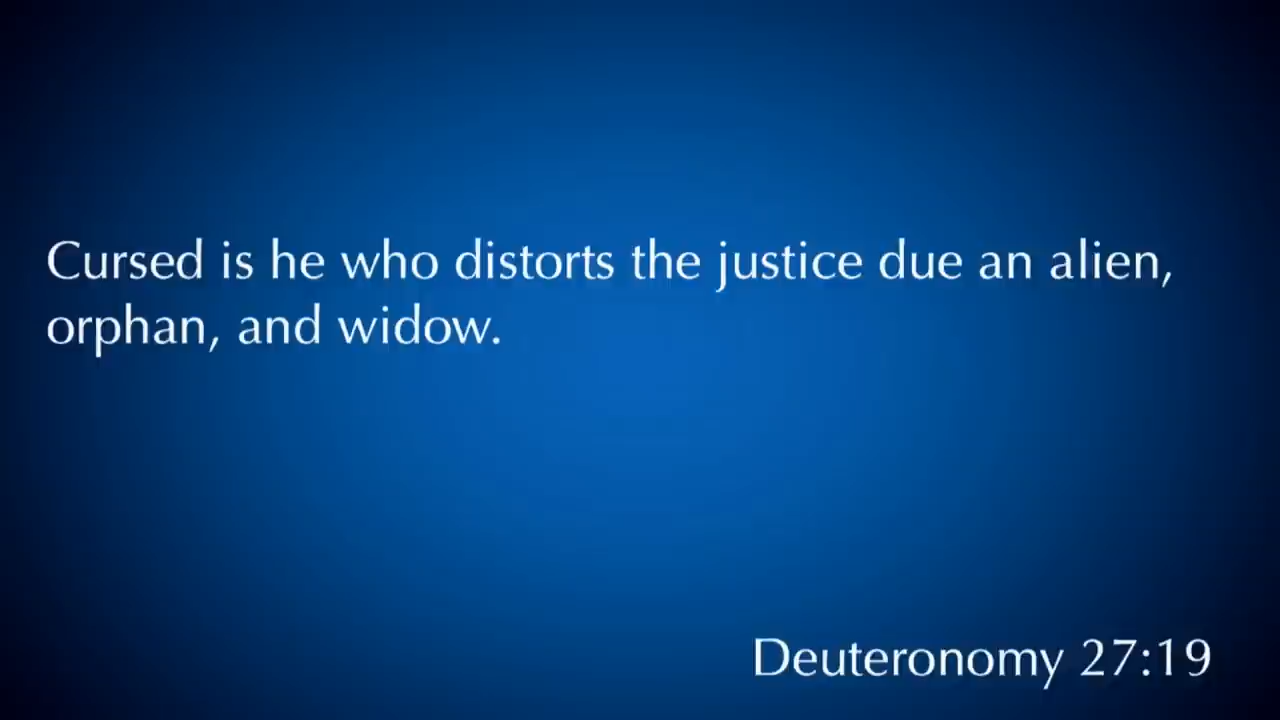 Cursed is he who distorts the justice due an alien,
orphan, and widow.
Deuteronomy 27:19